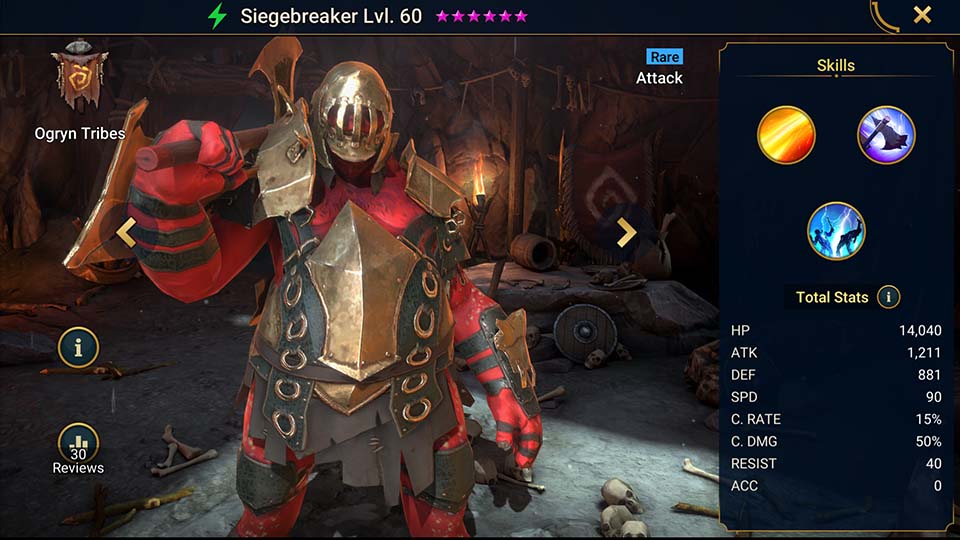 Siegebreaker Lvl. 60
Ogryn Tribes
Rare
Attack
i
30
Reviews
Skills
Total Stats i
HP 14,040
ATK 1,211
DEF 881
SPD 90
C. RATE 15%
C. DMG 50%
RESIST 40
ACC 0